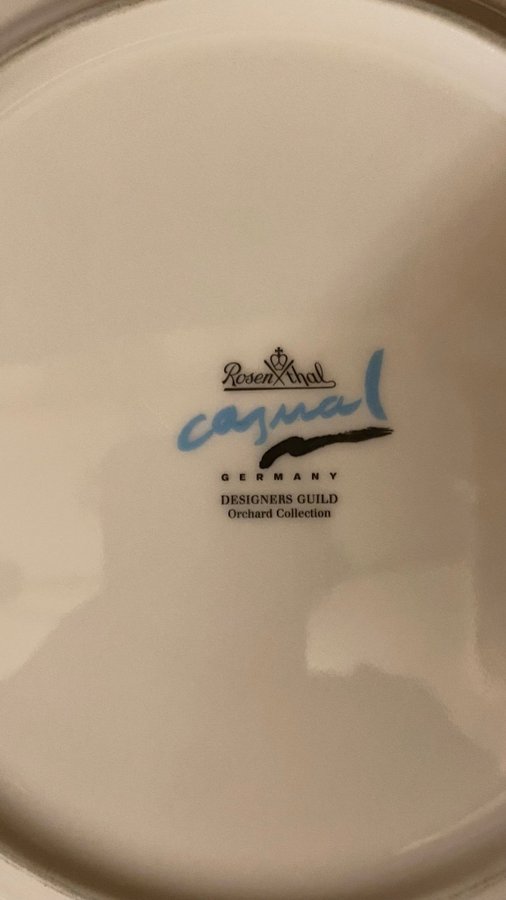 Rosenthal
casual
GERMANY
DESIGNERS GUILD
Orchard Collection